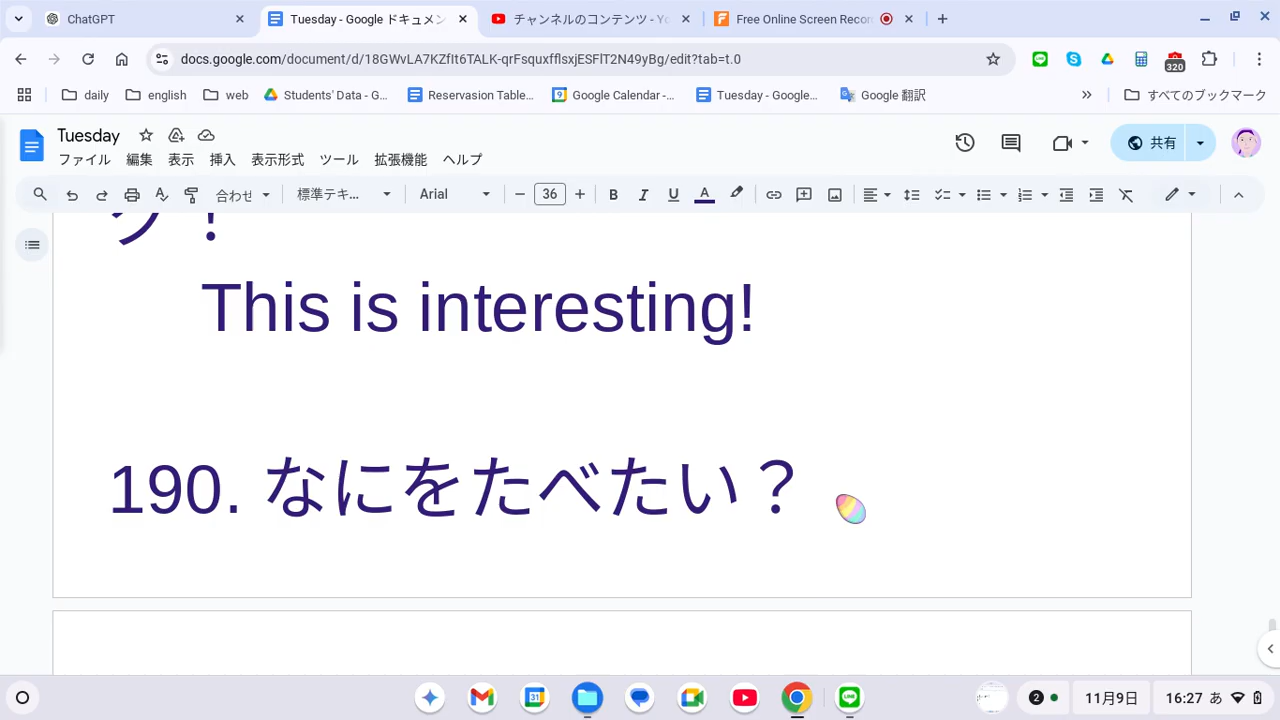 ChatGPT
Tuesday - Google ドキュメン
チャンネルのコンテンツ - Yo
Free Online Screen Recor
docs.google.com/document/d/
/edit?tab=t.0
320
daily
english
web
Students' Data - G...
Reservasion Table...
Google Calendar -...
Tuesday - Google...
Google 翻訳
すべてのブックマーク
Tuesday
ファイル 編集 表示 挿入 表示形式 ツール 拡張機能 ヘルプ
共有
合わせ
標準テキ...
Arial
36
This is interesting!
190. なにをたべたい？
2
11月9日
16:27 あ